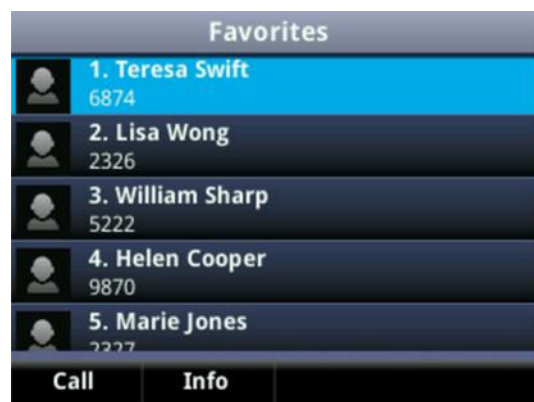 Favorites
1. Teresa Swift
6874
2. Lisa Wong
2326
3. William Sharp
5222
4. Helen Cooper
9870
5. Marie Jones
2327
Call Info